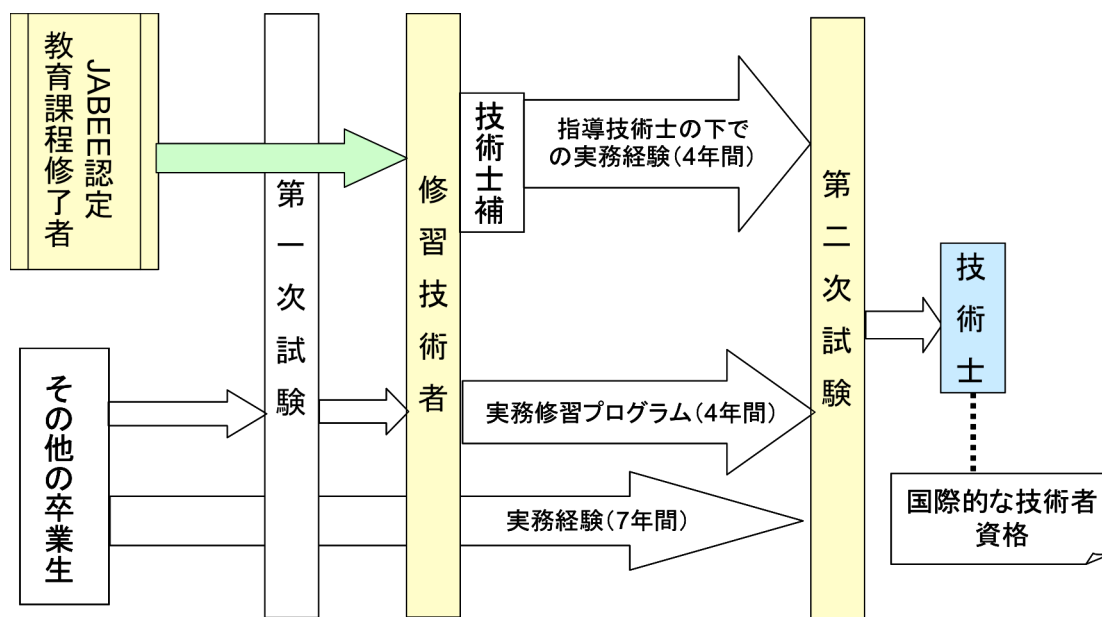 JABEE認定
教育課程修了者
その他の卒業生
第一次試験
修習技術者
技術士補
指導技術士の下で
の実務経験(4年間)
実務修習プログラム(4年間)
実務経験(7年間)
第二次試験
技術士
国際的な技術者
資格